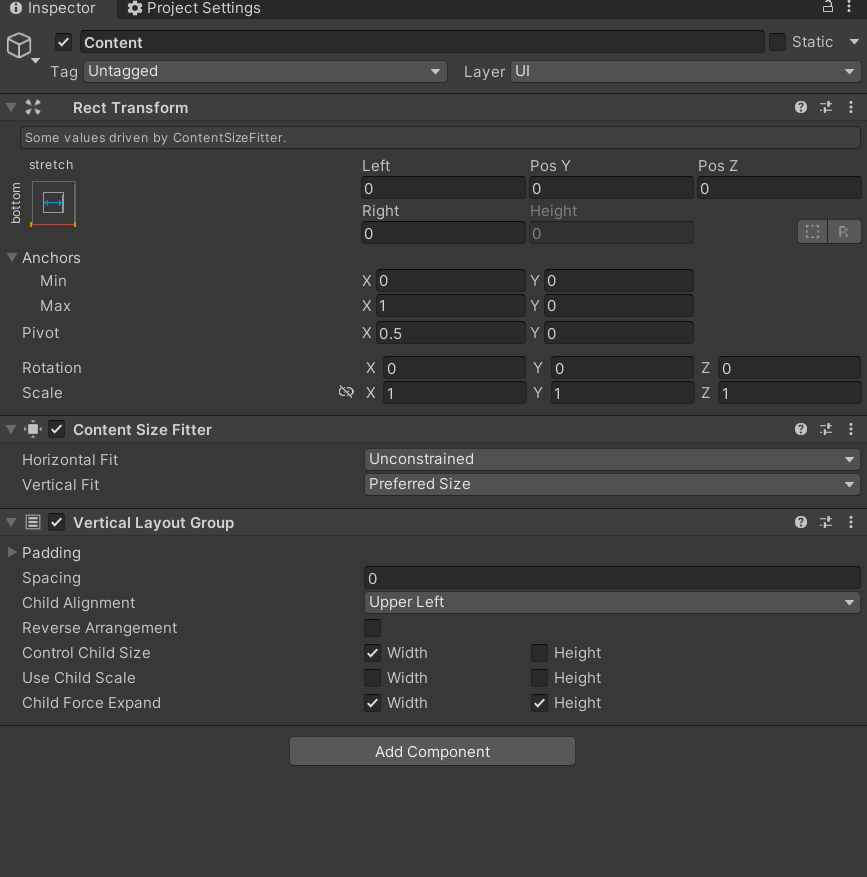 Inspector Project Settings
Content Static
Tag Untagged Layer UI
Rect Transform
Some values driven by ContentSizeFitter.
stretch Left Pos Y Pos Z
bottom 0 0 0
Right Height
0 0 R
Anchors
Min X 0 Y 0
Max X 1 Y 0
Pivot X 0.5 Y 0
Rotation X 0 Y 0 Z 0
Scale X 1 Y 1 Z 1
Content Size Fitter
Horizontal Fit Unconstrained
Vertical Fit Preferred Size
Vertical Layout Group
Padding
Spacing 0
Child Alignment Upper Left
Reverse Arrangement
Control Child Size Width Height
Use Child Scale Width Height
Child Force Expand Width Height
Add Component